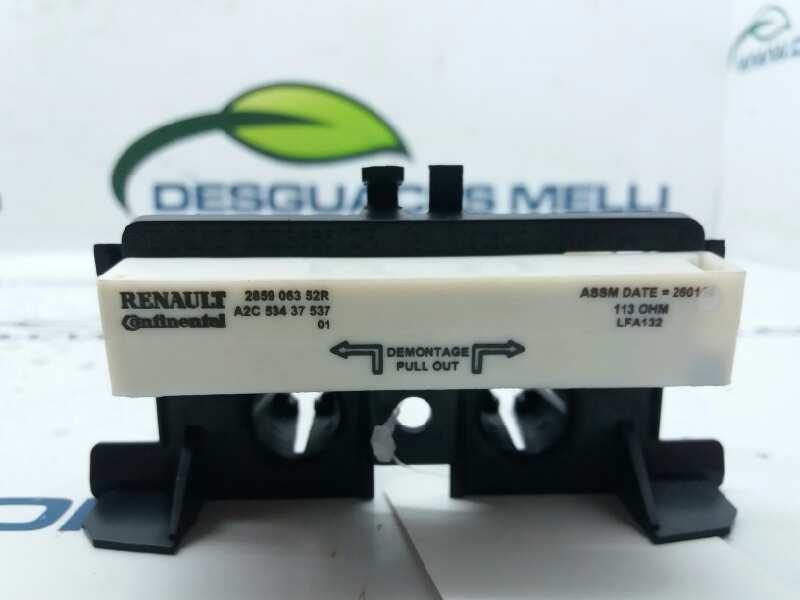 DESGUACES MELLI
RENAULT
Continental
2859 063 52R
A2C 534 37 537
01
DEMONTAGE
PULL OUT
ASSM DATE =
113 OHM
LFA132